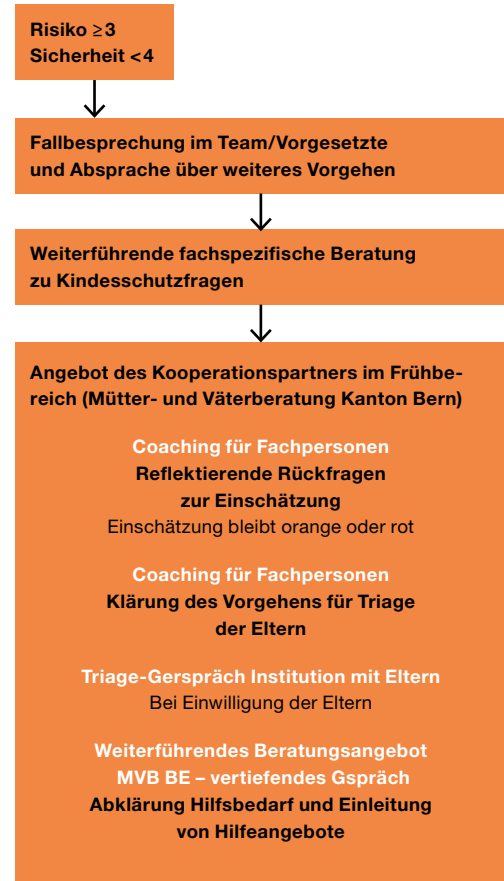 Risiko ≥3
Sicherheit <4
Fallbesprechung im Team/Vorgesetzte
und Absprache über weiteres Vorgehen
Weiterführende fachspezifische Beratung
zu Kindesschutzfragen
Angebot des Kooperationspartners im Frühbe-
reich (Mütter- und Väterberatung Kanton Bern)
Coaching für Fachpersonen
Reflektierende Rückfragen
zur Einschätzung
Einschätzung bleibt orange oder rot
Coaching für Fachpersonen
Klärung des Vorgehens für Triage
der Eltern
Triage-Gerspräch Institution mit Eltern
Bei Einwilligung der Eltern
Weiterführendes Beratungsangebot
MVB BE – vertiefendes Gspräch
Abklärung Hilfsbedarf und Einleitung
von Hilfeangebote